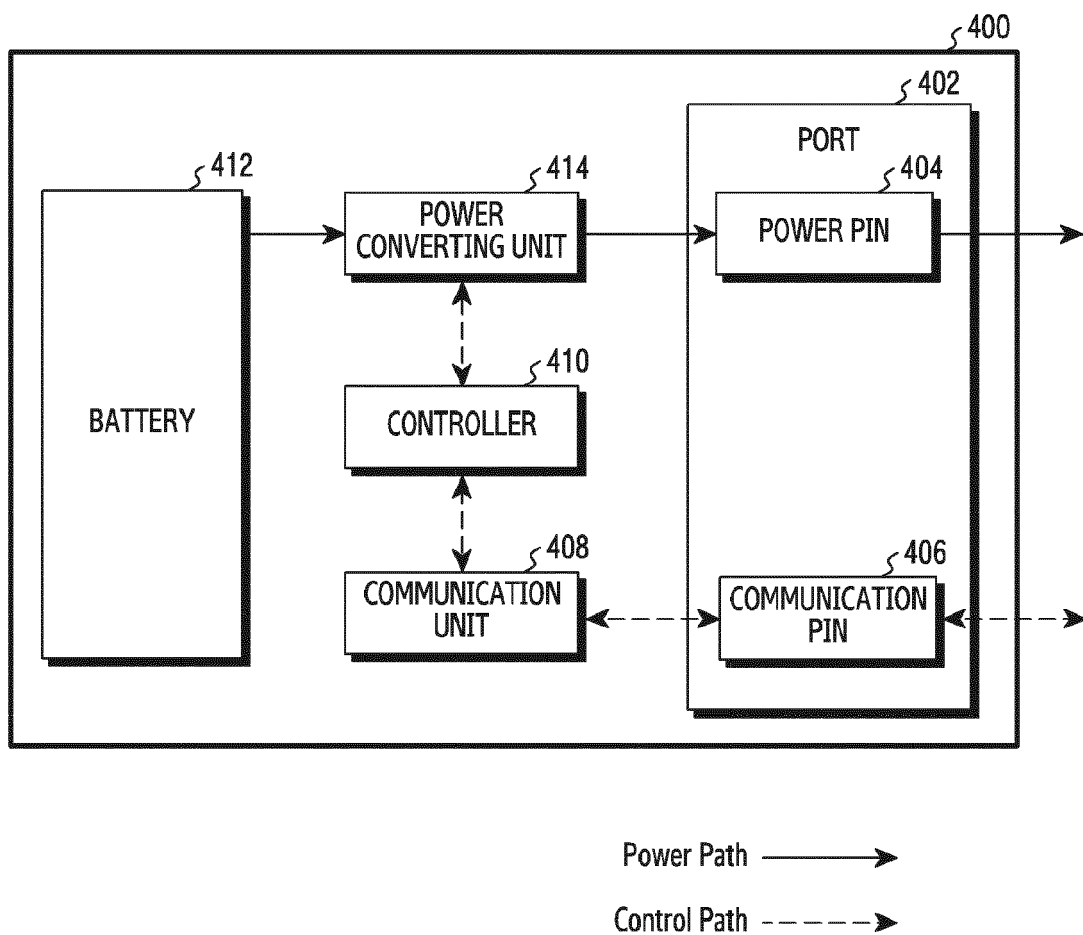 400
402
PORT
412
414
404
POWER
CONVERTING UNIT
POWER PIN
410
BATTERY
CONTROLLER
408
406
COMMUNICATION
UNIT
COMMUNICATION
PIN
Power Path
Control Path